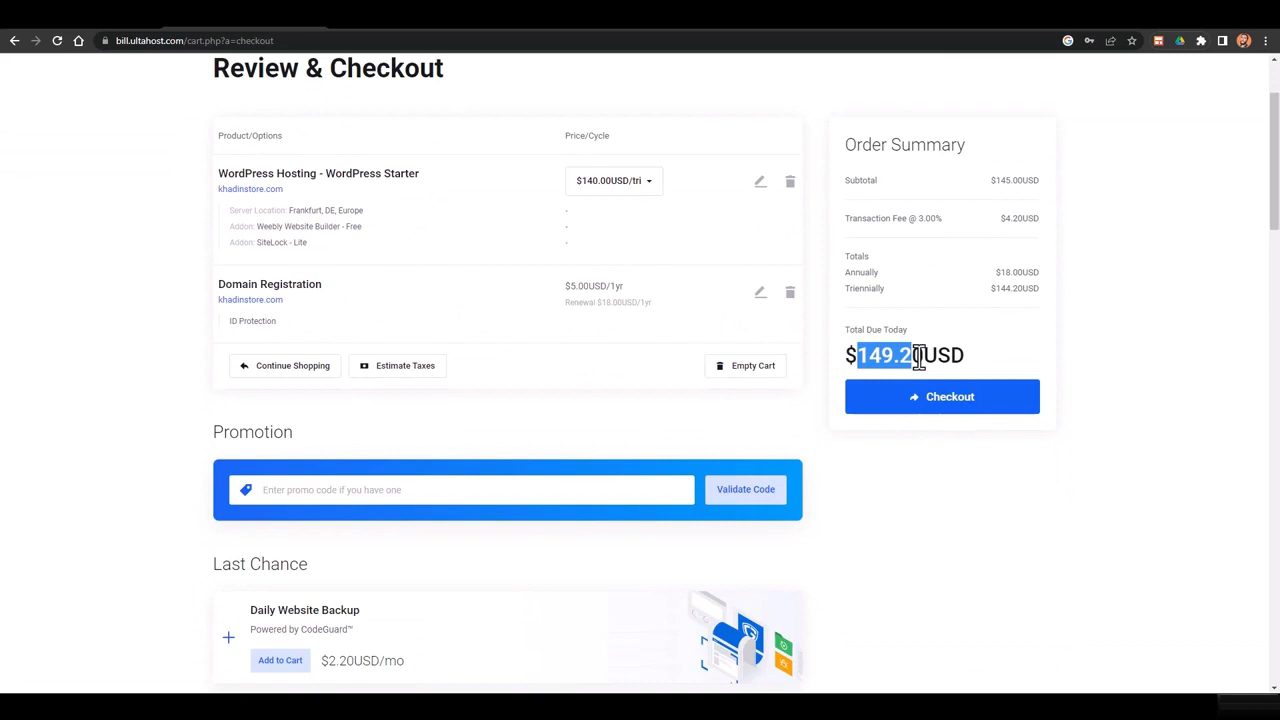 bill.ultahost.com/cart.php?a=checkout
Review & Checkout
Product/Options
Price/Cycle
WordPress Hosting - WordPress Starter
$140.00USD/tri
khadinstore.com
Server Location: Frankfurt, DE, Europe
-
Addon: Weebly Website Builder - Free
-
Addon: SiteLock - Lite
-
Domain Registration
$5.00USD/1yr
khadinstore.com
Renewal $18.00USD/1yr
ID Protection
Continue Shopping
Estimate Taxes
Empty Cart
Order Summary
Subtotal
$145.00USD
Transaction Fee @ 3.00%
$4.20USD
Totals
Annually
$18.00USD
Triennially
$144.20USD
Total Due Today
$149.20USD
Checkout
Promotion
Enter promo code if you have one
Validate Code
Last Chance
Daily Website Backup
Powered by CodeGuard™
Add to Cart
$2.20USD/mo